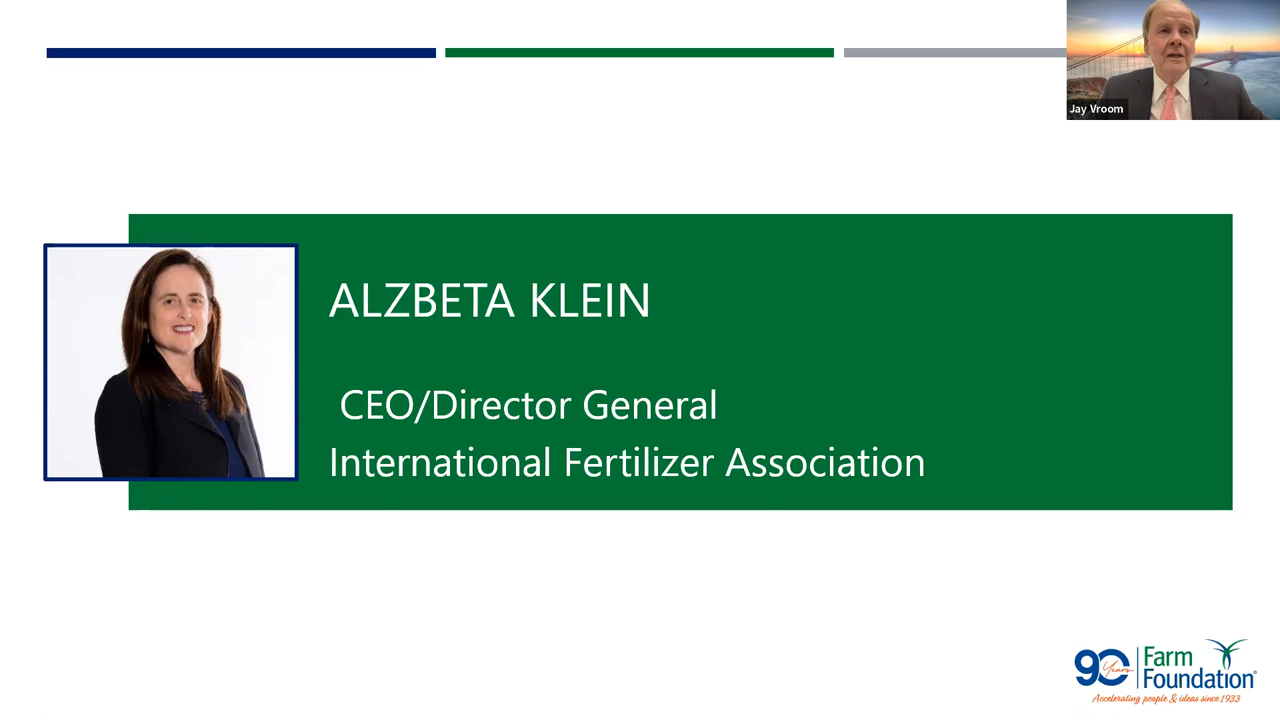 Jay Vroom
ALZBETA KLEIN
CEO/Director General
International Fertilizer Association
90 Years
Farm
Foundation®
Accelerating people & ideas since 1933